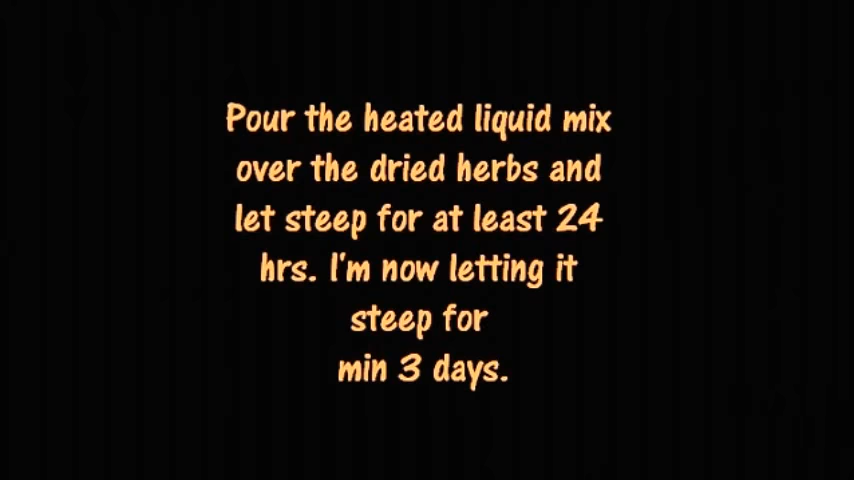 Pour the heated liquid mix
over the dried herbs and
let steep for at least 24
hrs. I'm now letting it
steep for
min 3 days.